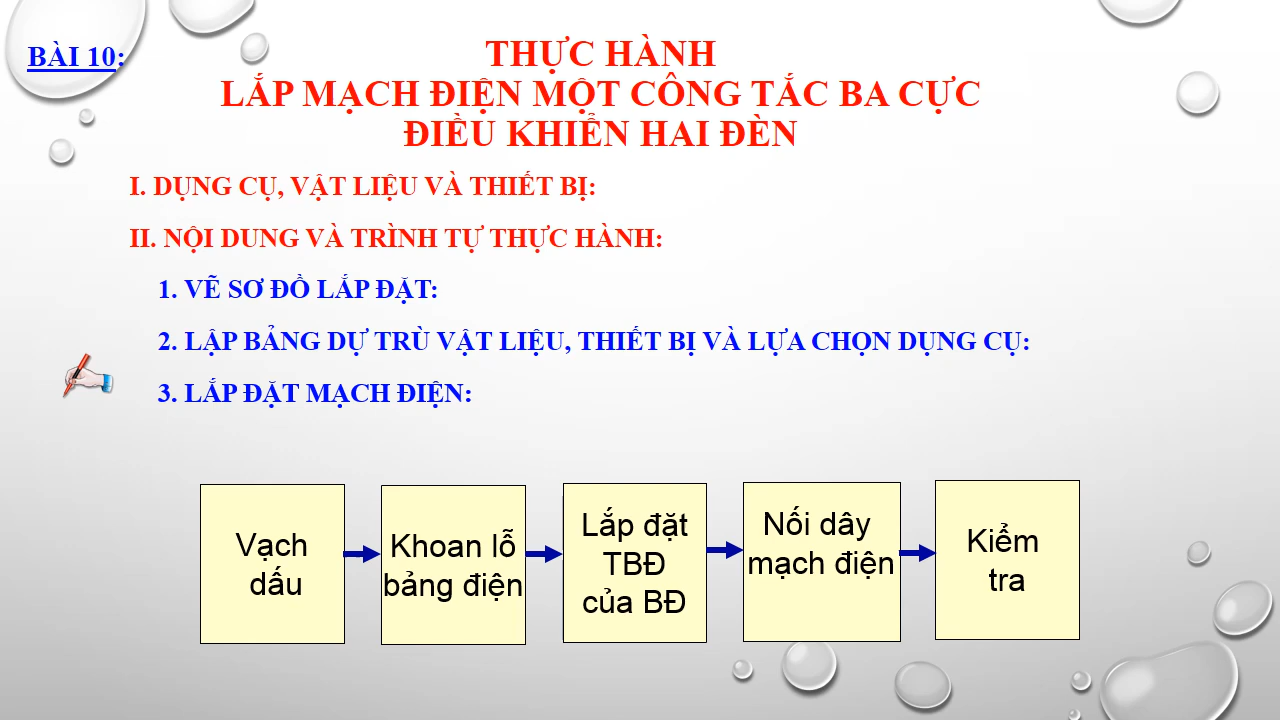 BÀI 10:
THỰC HÀNH
LẮP MẠCH ĐIỆN MỘT CÔNG TẮC BA CỰC
ĐIỀU KHIỂN HAI ĐÈN
I. DỤNG CỤ, VẬT LIỆU VÀ THIẾT BỊ:
II. NỘI DUNG VÀ TRÌNH TỰ THỰC HÀNH:
1. VẼ SƠ ĐỒ LẮP ĐẶT:
2. LẬP BẢNG DỰ TRÙ VẬT LIỆU, THIẾT BỊ VÀ LỰA CHỌN DỤNG CỤ:
3. LẮP ĐẶT MẠCH ĐIỆN:
Vạch
dấu
Khoan lỗ
bảng điện
Lắp đặt
TBĐ
của BĐ
Nối dây
mạch điện
Kiểm
tra